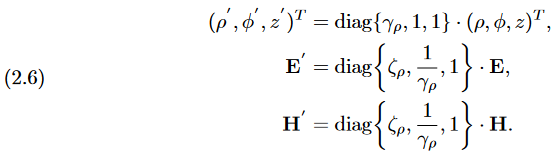 (ρ′, ϕ′, z′)ᵀ = diag{γ_ρ, 1, 1} · (ρ, ϕ, z)ᵀ,
(2.6) E′ = diag{ζ_ρ, 1/γ_ρ, 1} · E,
H′ = diag{ζ_ρ, 1/γ_ρ, 1} · H.